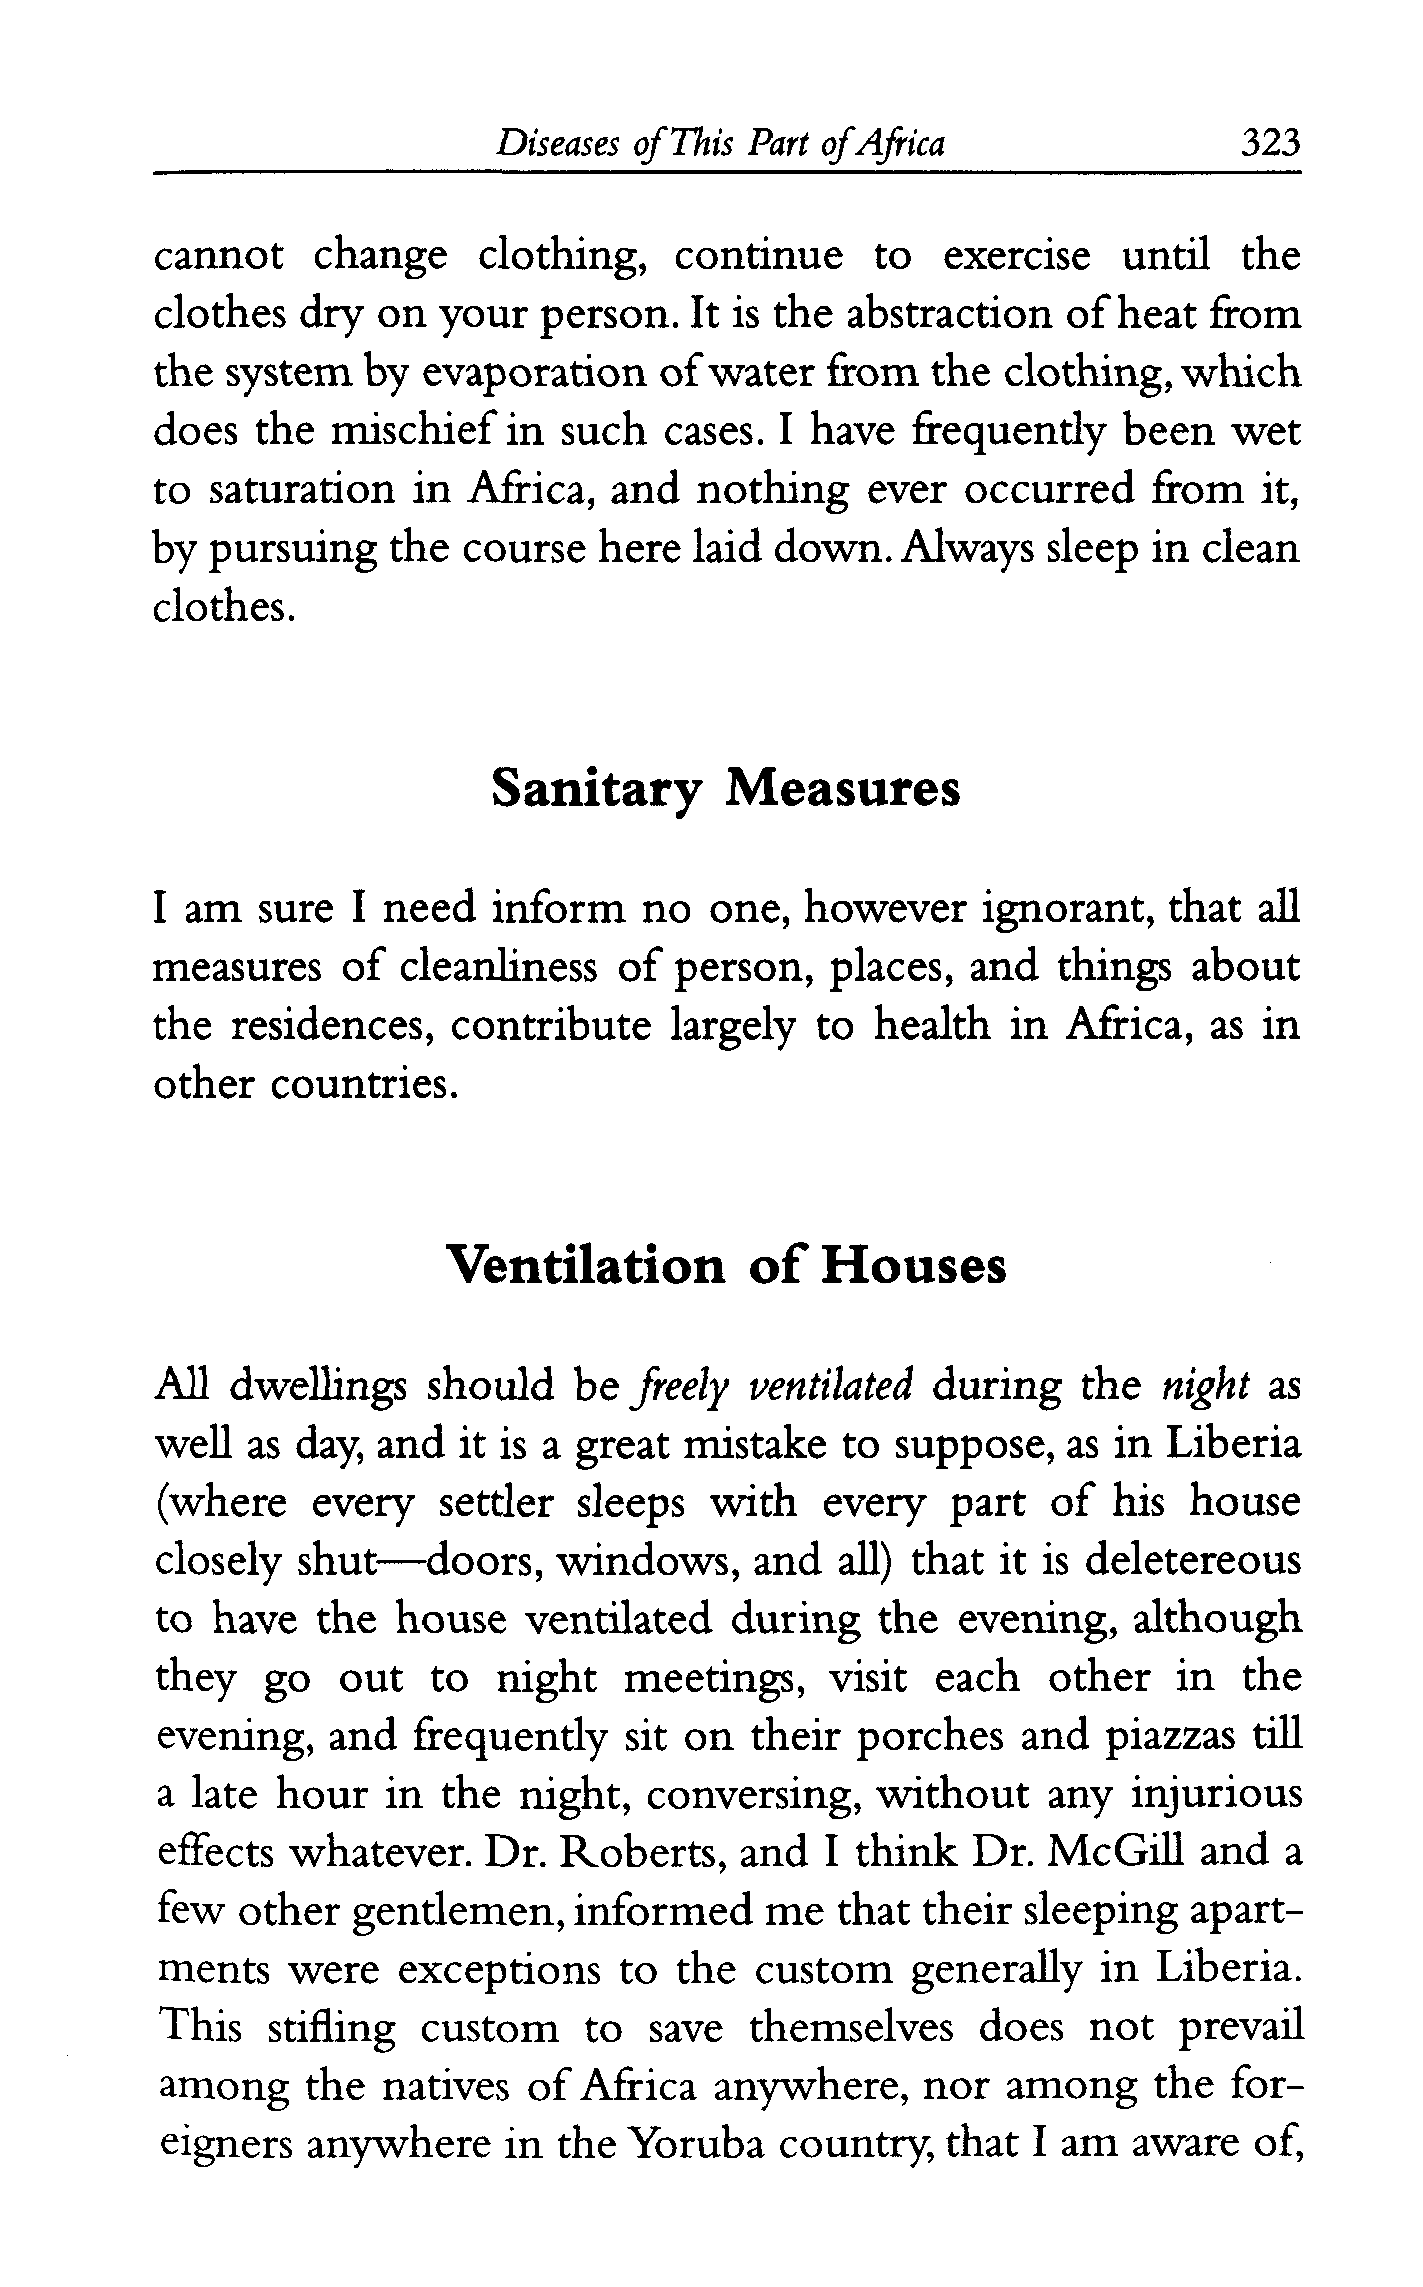 Diseases of This Part of Africa 323
cannot change clothing, continue to exercise until the
clothes dry on your person. It is the abstraction of heat from
the system by evaporation of water from the clothing, which
does the mischief in such cases. I have frequently been wet
to saturation in Africa, and nothing ever occurred from it,
by pursuing the course here laid down. Always sleep in clean
clothes.
Sanitary Measures
I am sure I need inform no one, however ignorant, that all
measures of cleanliness of person, places, and things about
the residences, contribute largely to health in Africa, as in
other countries.
Ventilation of Houses
All dwellings should be freely ventilated during the night as
well as day, and it is a great mistake to suppose, as in Liberia
(where every settler sleeps with every part of his house
closely shut—doors, windows, and all) that it is deletereous
to have the house ventilated during the evening, although
they go out to night meetings, visit each other in the
evening, and frequently sit on their porches and piazzas till
a late hour in the night, conversing, without any injurious
effects whatever. Dr. Roberts, and I think Dr. McGill and a
few other gentlemen, informed me that their sleeping apart-
ments were exceptions to the custom generally in Liberia.
This stifling custom to save themselves does not prevail
among the natives of Africa anywhere, nor among the for-
eigners anywhere in the Yoruba country, that I am aware of,